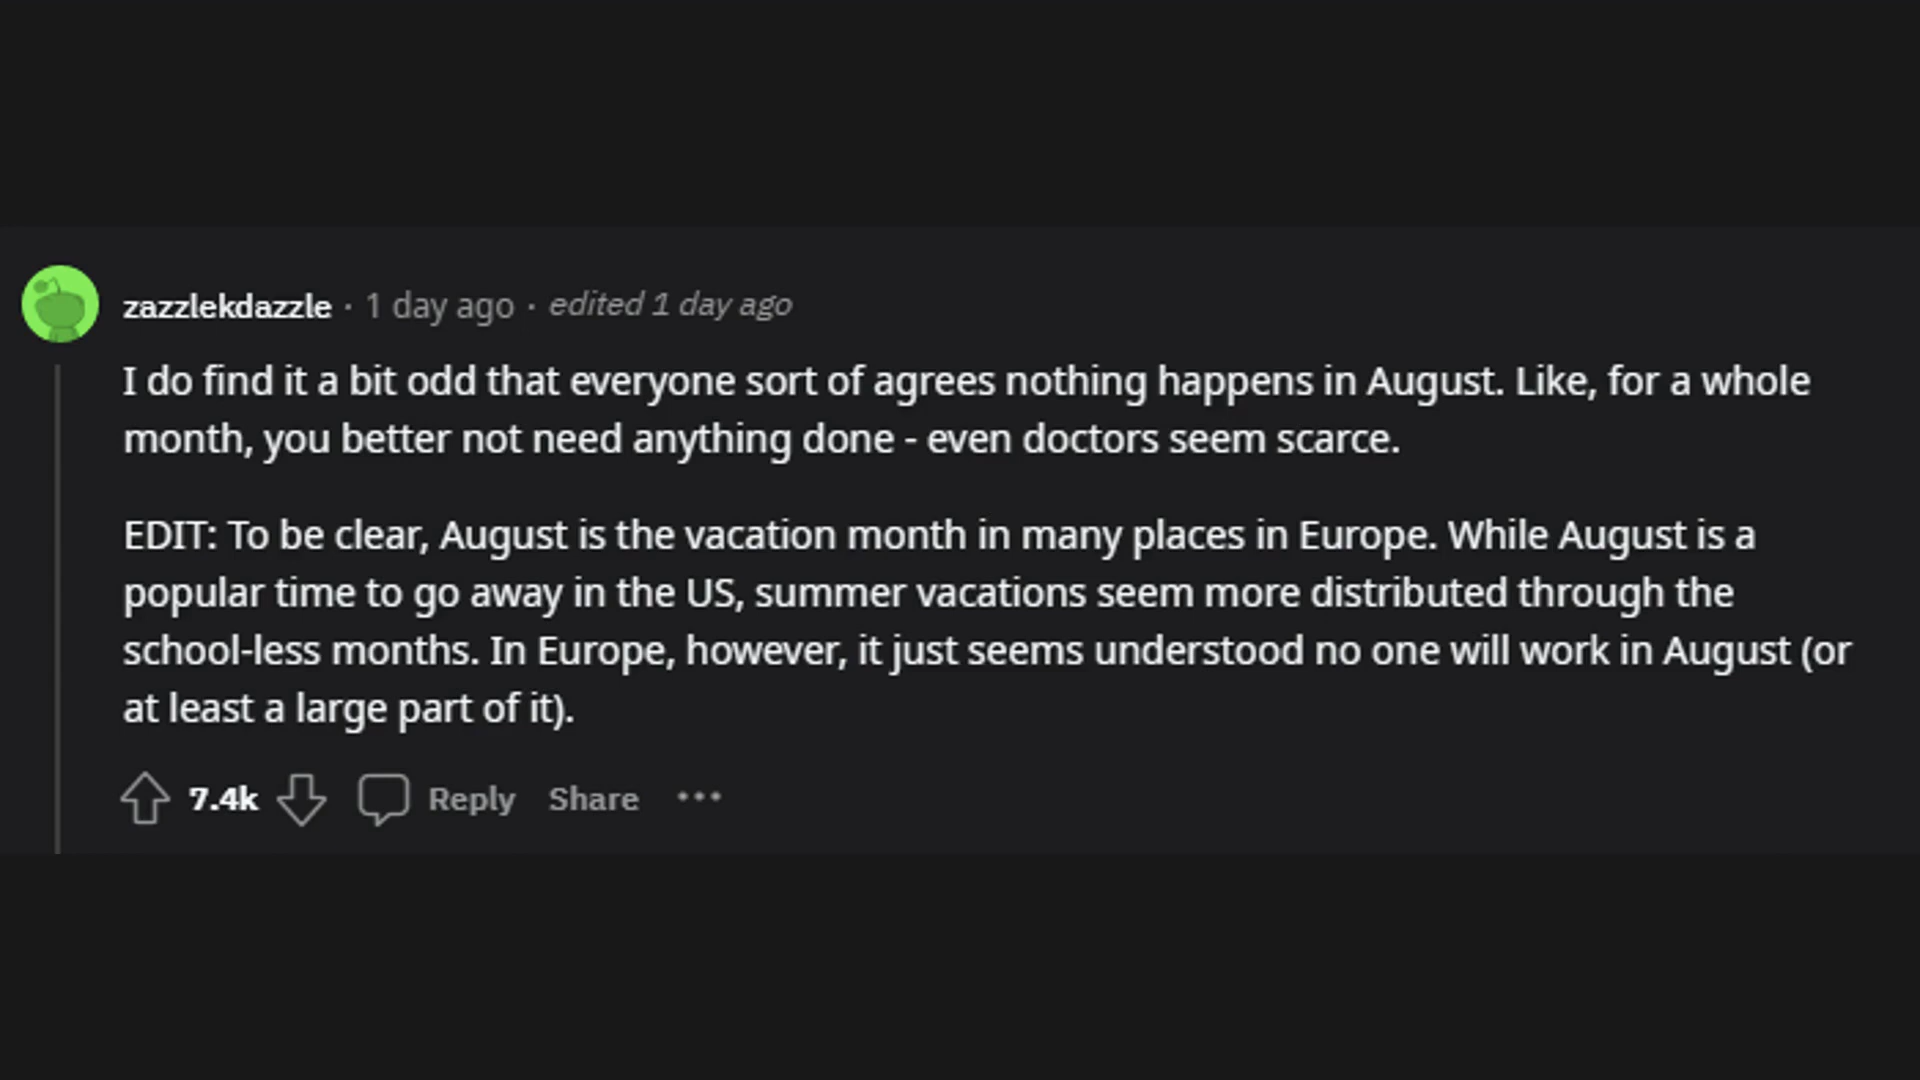 zazzlekdazzle · 1 day ago · edited 1 day ago
I do find it a bit odd that everyone sort of agrees nothing happens in August. Like, for a whole
month, you better not need anything done - even doctors seem scarce.
EDIT: To be clear, August is the vacation month in many places in Europe. While August is a
popular time to go away in the US, summer vacations seem more distributed through the
school-less months. In Europe, however, it just seems understood no one will work in August (or
at least a large part of it).
7.4k Reply Share ···